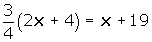 3/4(2x + 4) = x + 19